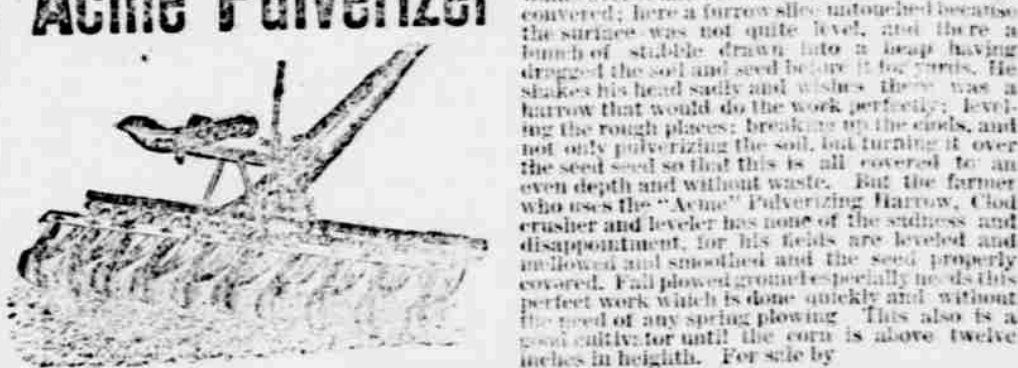 Acme Pulverizer
convered; here a furrow slice untouched because
the surface was not quite level, and there a
bunch of stubble drawn into a heap having
dragged the soil and seed before it for yards. He
shakes his head sadly and wishes there was a
harrow that would do the work perfectly; level-
ing the rough places; breaking up the clods, and
not only pulverizing the soil, but turning it over
the seed seed so that this is all covered to an
even depth and without waste. But the farmer
who uses the "Acme" Pulverizing Harrow, Clod
crusher and leveler has none of the sadness and
disappointment, for his fields are leveled and
mellowed and smoothed and the seed properly
covered. Fall plowed ground especially needs this
perfect work which is done quickly and without
the need of any spring plowing This also is a
good cultivator until the corn is above twelve
inches in heighth. For sale by